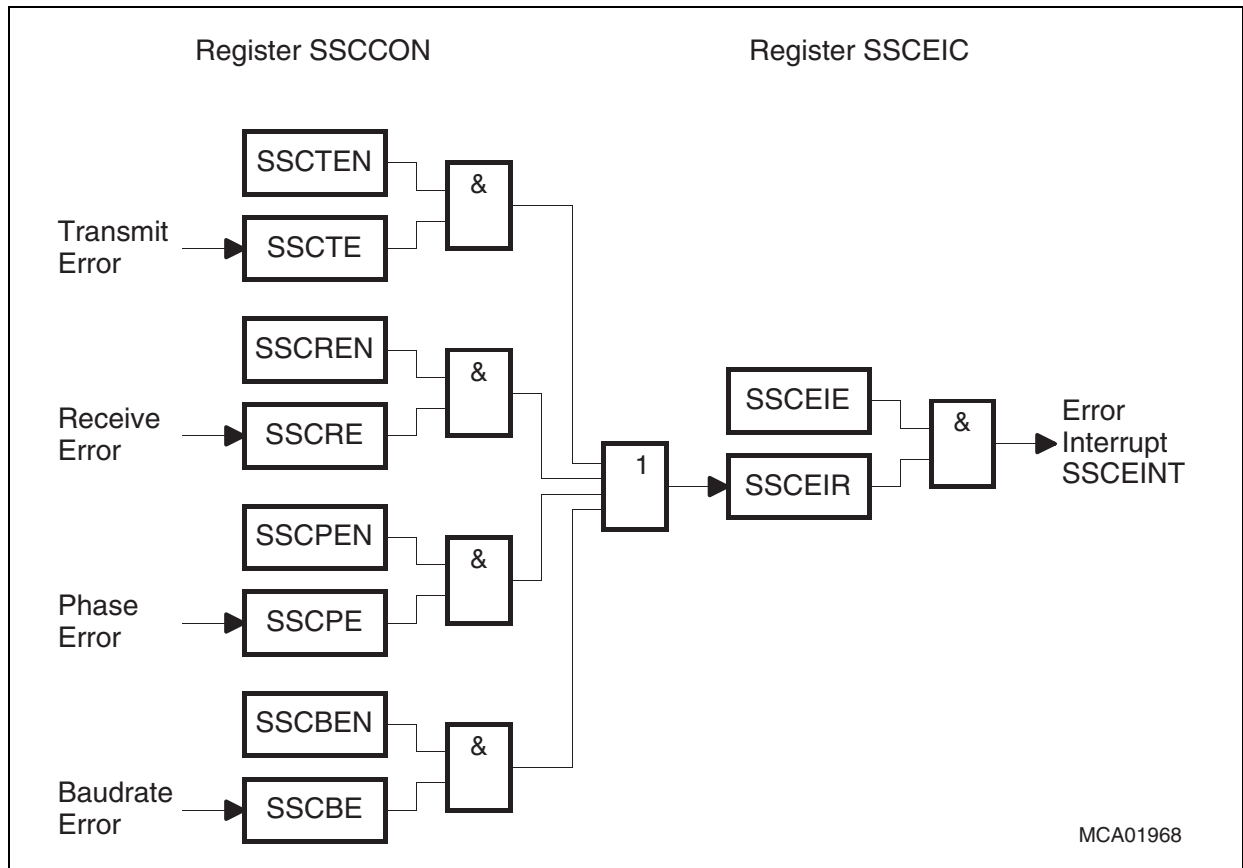 Register SSCCON
Register SSCEIC
SSCTEN
&
Transmit
Error
SSCTE
SSCREN
&
Receive
Error
SSCRE
SSCPEN
&
Phase
Error
SSCPE
SSCBEN
&
Baudrate
Error
SSCBE
1
SSCEIE
SSCEIR
&
Error
Interrupt
SSCEINT
MCA01968